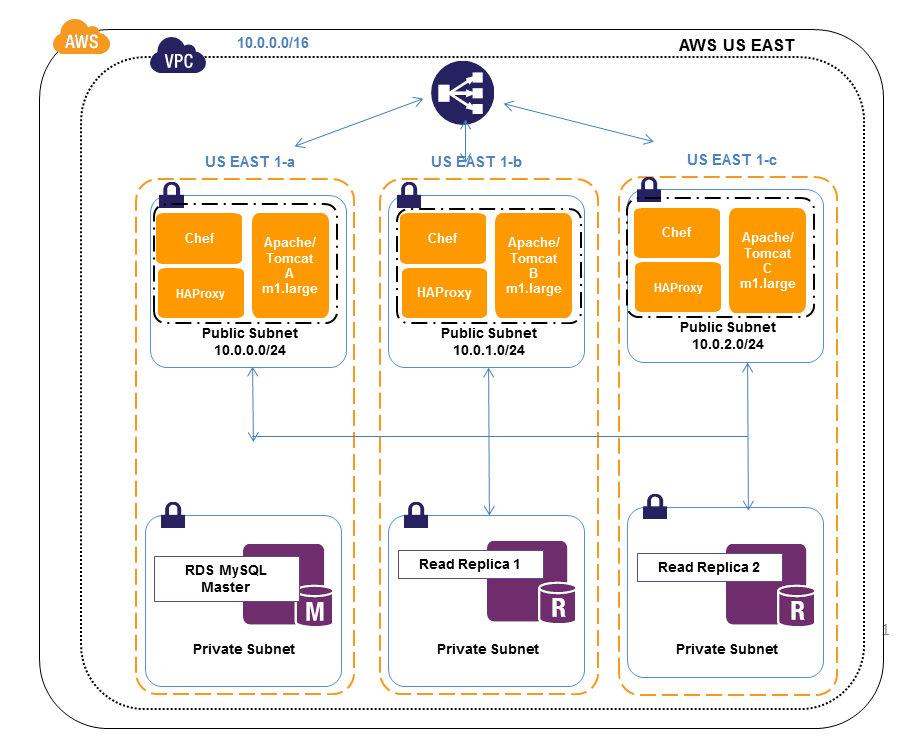 AWS
10.0.0.0/16
AWS US EAST
VPC
US EAST 1-a
US EAST 1-b
US EAST 1-c
Chef
HAProxy
Apache/
Tomcat
A
m1.large
Public Subnet
10.0.0.0/24
Chef
HAProxy
Apache/
Tomcat
B
m1.large
Public Subnet
10.0.1.0/24
Chef
HAProxy
Apache/
Tomcat
C
m1.large
Public Subnet
10.0.2.0/24
RDS MySQL
Master
M
Private Subnet
Read Replica 1
R
Private Subnet
Read Replica 2
R
Private Subnet
1